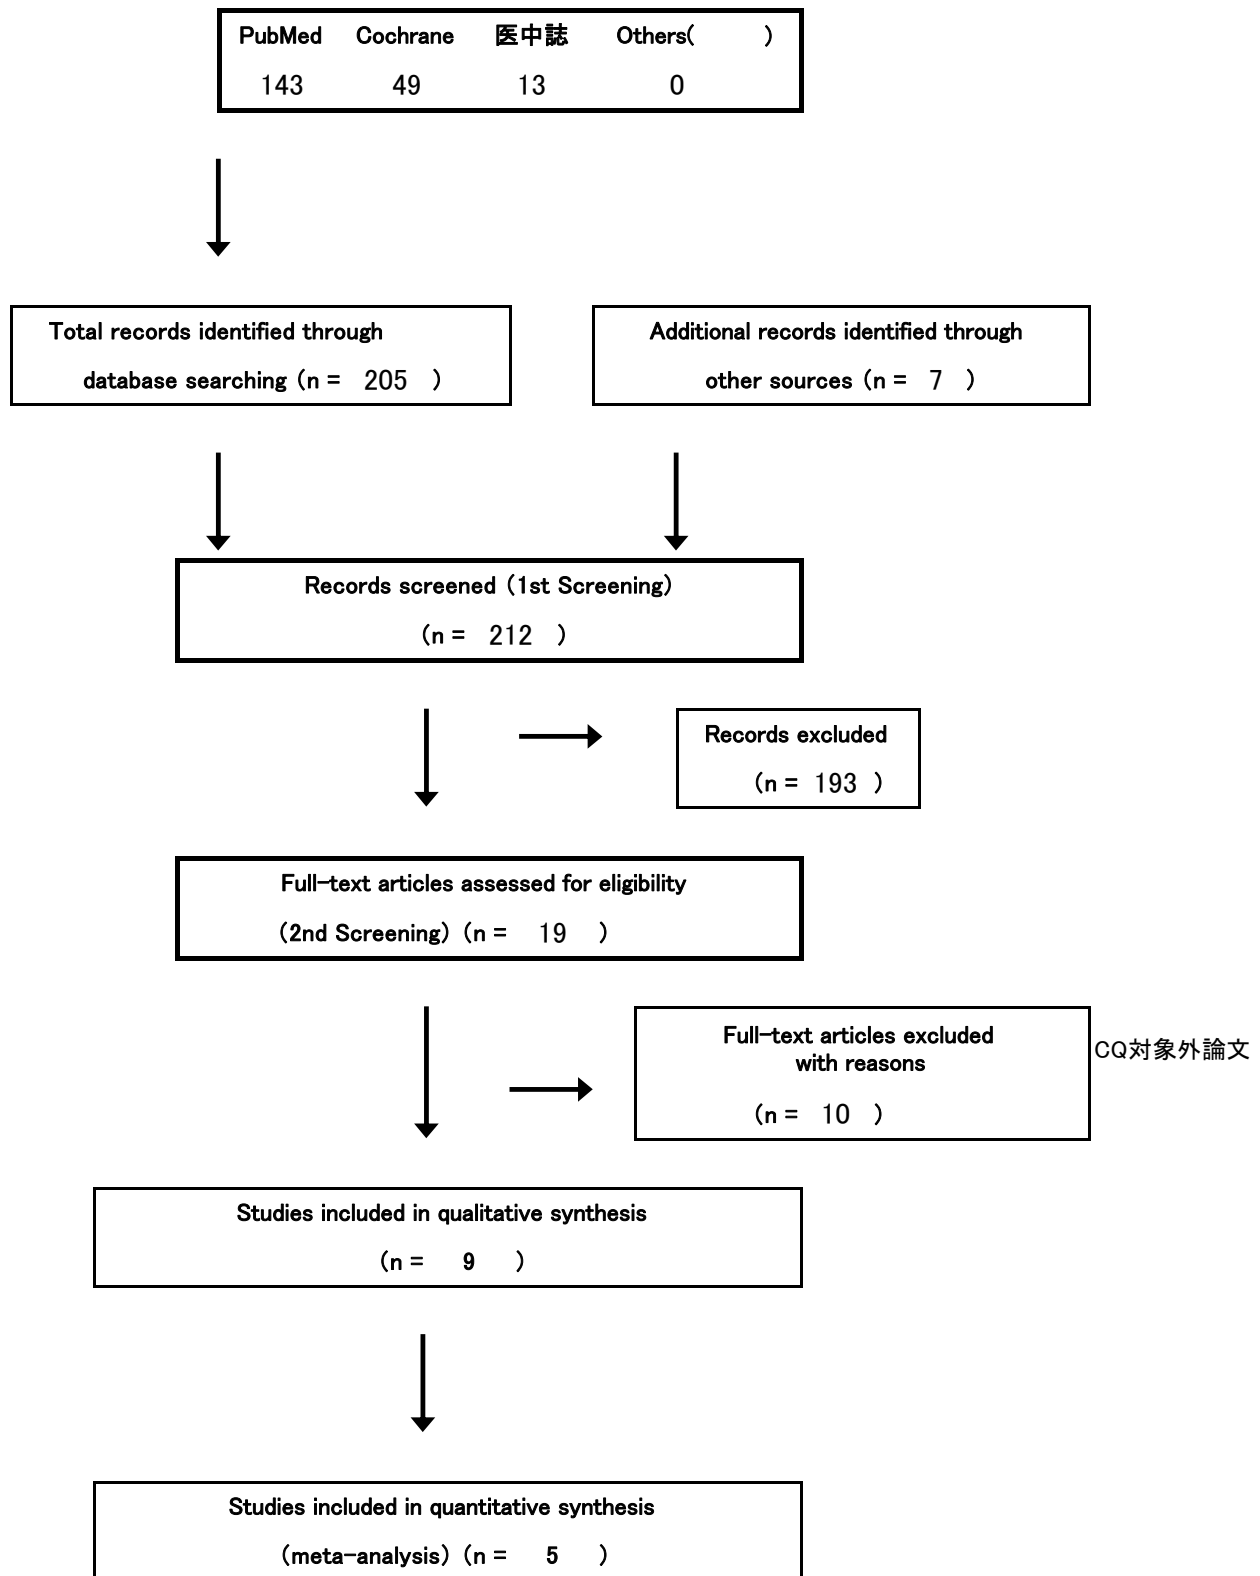 PubMed Cochrane 医中誌 Others( )
143 49 13 0
Total records identified through
database searching (n = 205 )
Additional records identified through
other sources (n = 7 )
Records screened (1st Screening)
(n = 212 )
Records excluded
(n = 193 )
Full-text articles assessed for eligibility
(2nd Screening) (n = 19 )
Full-text articles excluded
with reasons
(n = 10 )
CQ対象外論文
Studies included in qualitative synthesis
(n = 9 )
Studies included in quantitative synthesis
(meta-analysis) (n = 5 )